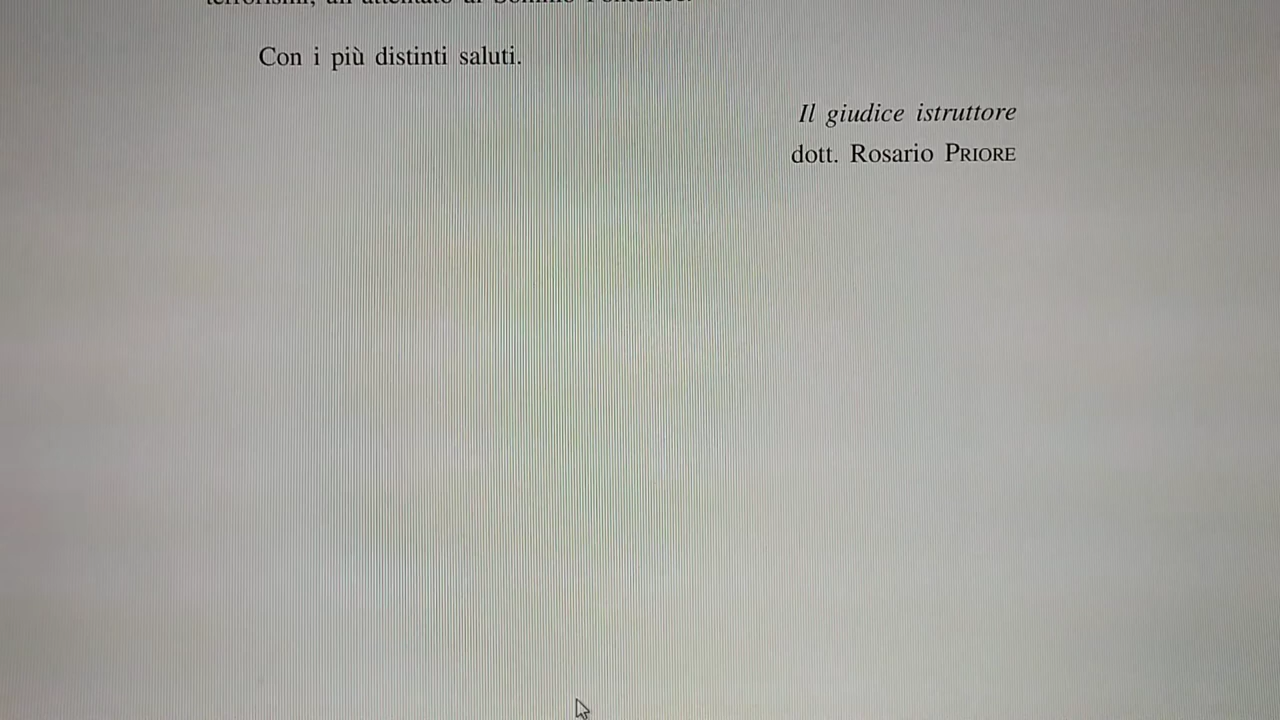 Con i più distinti saluti.
Il giudice istruttore
dott. Rosario PRIORE